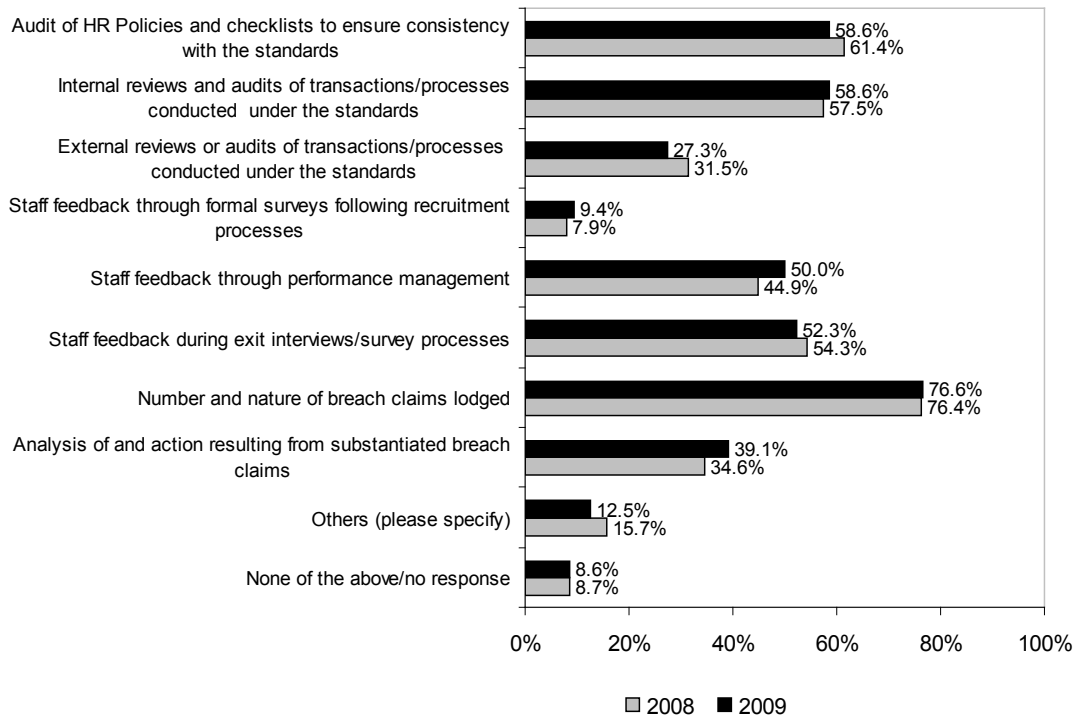 Audit of HR Policies and checklists to ensure consistency
with the standards
58.6%
61.4%
Internal reviews and audits of transactions/processes
conducted under the standards
58.6%
57.5%
External reviews or audits of transactions/processes
conducted under the standards
27.3%
31.5%
Staff feedback through formal surveys following recruitment
processes
9.4%
7.9%
Staff feedback through performance management
50.0%
44.9%
Staff feedback during exit interviews/survey processes
52.3%
54.3%
Number and nature of breach claims lodged
76.6%
76.4%
Analysis of and action resulting from substantiated breach
claims
39.1%
34.6%
Others (please specify)
12.5%
15.7%
None of the above/no response
8.6%
8.7%
0% 20% 40% 60% 80% 100%
2008 2009